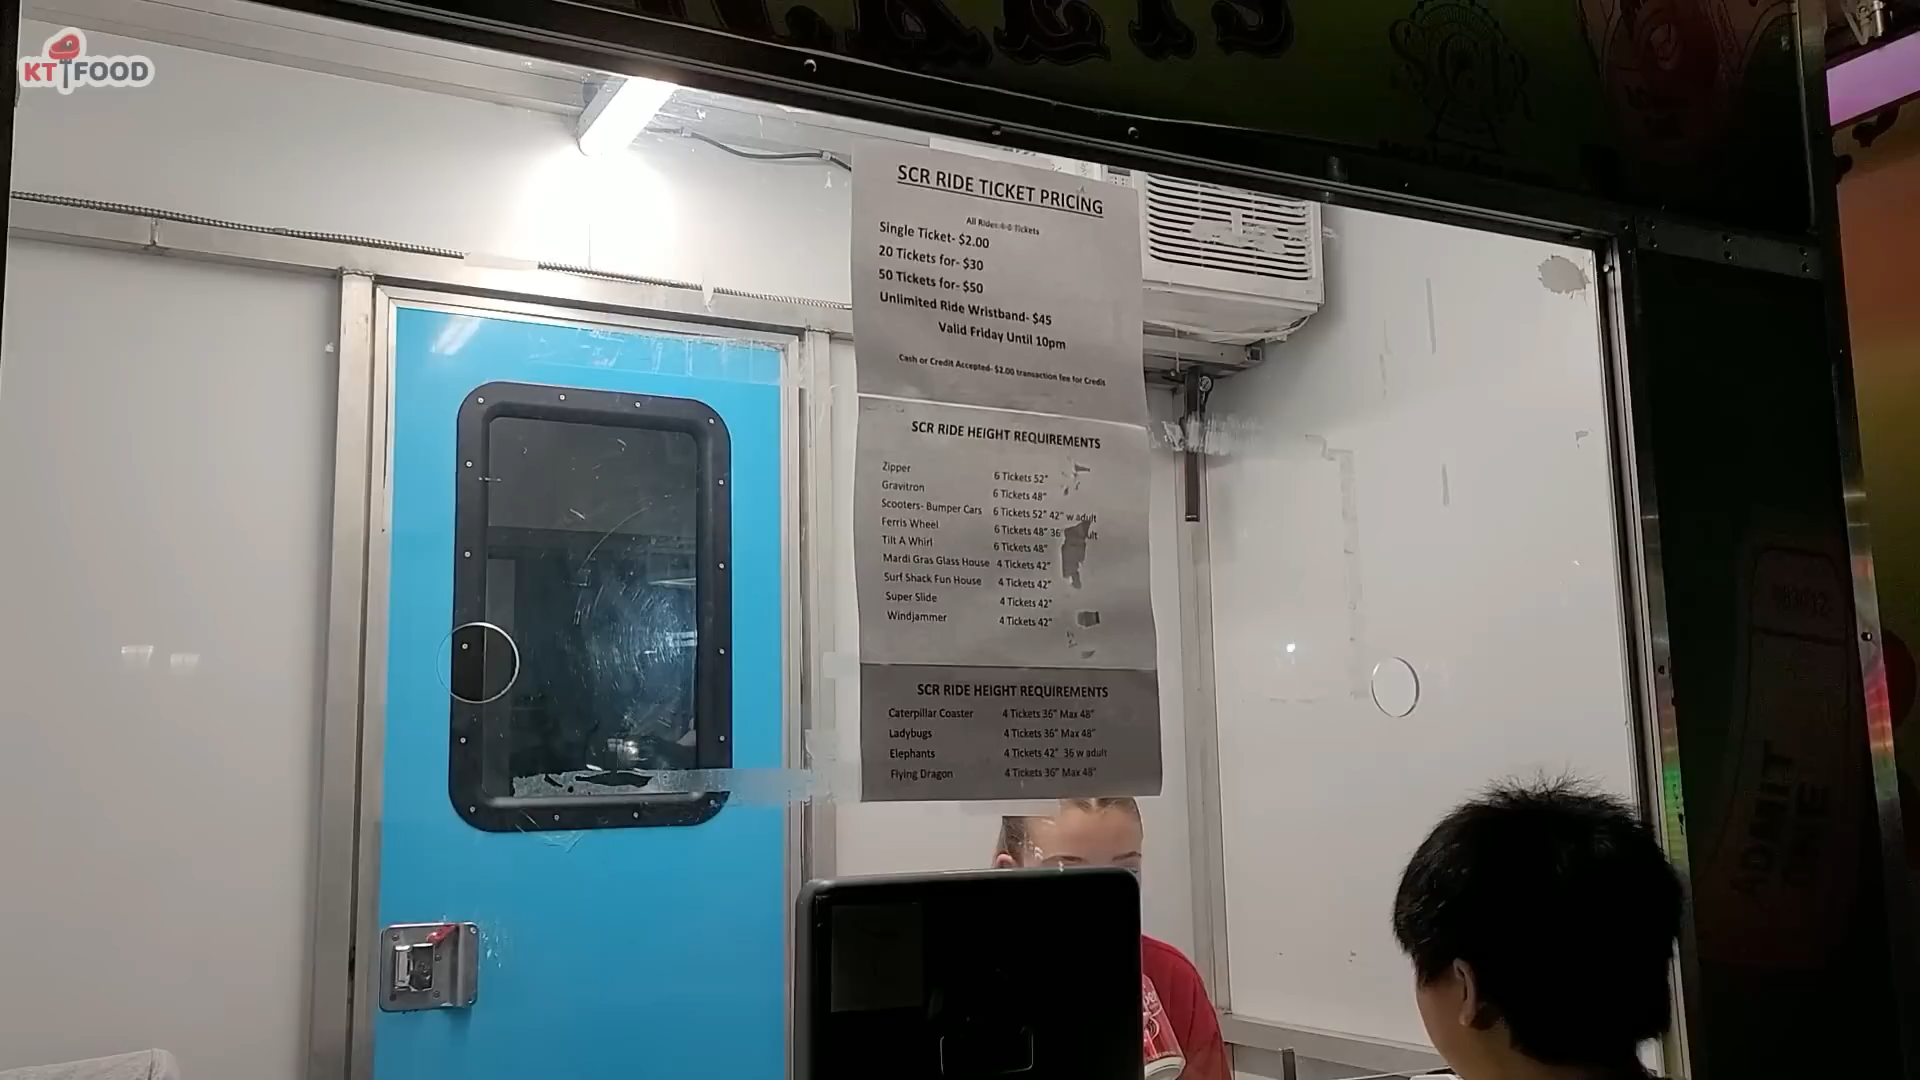 KT FOOD
SCR RIDE TICKET PRICING
All Rides Tickets
Single Ticket- $2.00
20 Tickets for- $30
50 Tickets for- $50
Unlimited Ride Wristband- $45
Valid Friday Until 10pm
Cash or Credit Accepted- $2.00 transaction fee for Credit
SCR RIDE HEIGHT REQUIREMENTS
Zipper 6 Tickets 52"
Gravitron 6 Tickets 48"
Scooters- Bumper Cars 6 Tickets 52" 42" w adult
Ferris Wheel 6 Tickets 48" 36
Tilt A Whirl 6 Tickets 48"
Mardi Gras Glass House 4 Tickets 42"
Surf Shack Fun House 4 Tickets 42"
Super Slide 4 Tickets 42"
Windjammer 4 Tickets 42"
SCR RIDE HEIGHT REQUIREMENTS
Caterpillar Coaster 4 Tickets 36" Max 48"
Ladybugs 4 Tickets 36" Max 48"
Elephants 4 Tickets 42" 36 w adult
Flying Dragon 4 Tickets 36" Max 48"
ADMIT
ONE